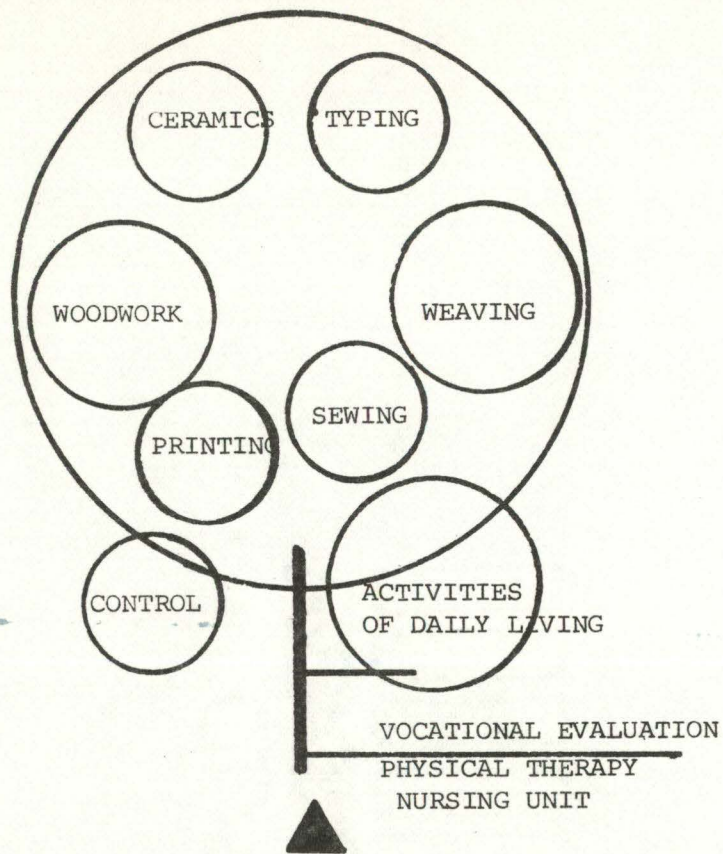 CERAMICS
TYPING
WOODWORK
WEAVING
SEWING
PRINTING
CONTROL
ACTIVITIES
OF DAILY LIVING
VOCATIONAL EVALUATION
PHYSICAL THERAPY
NURSING UNIT